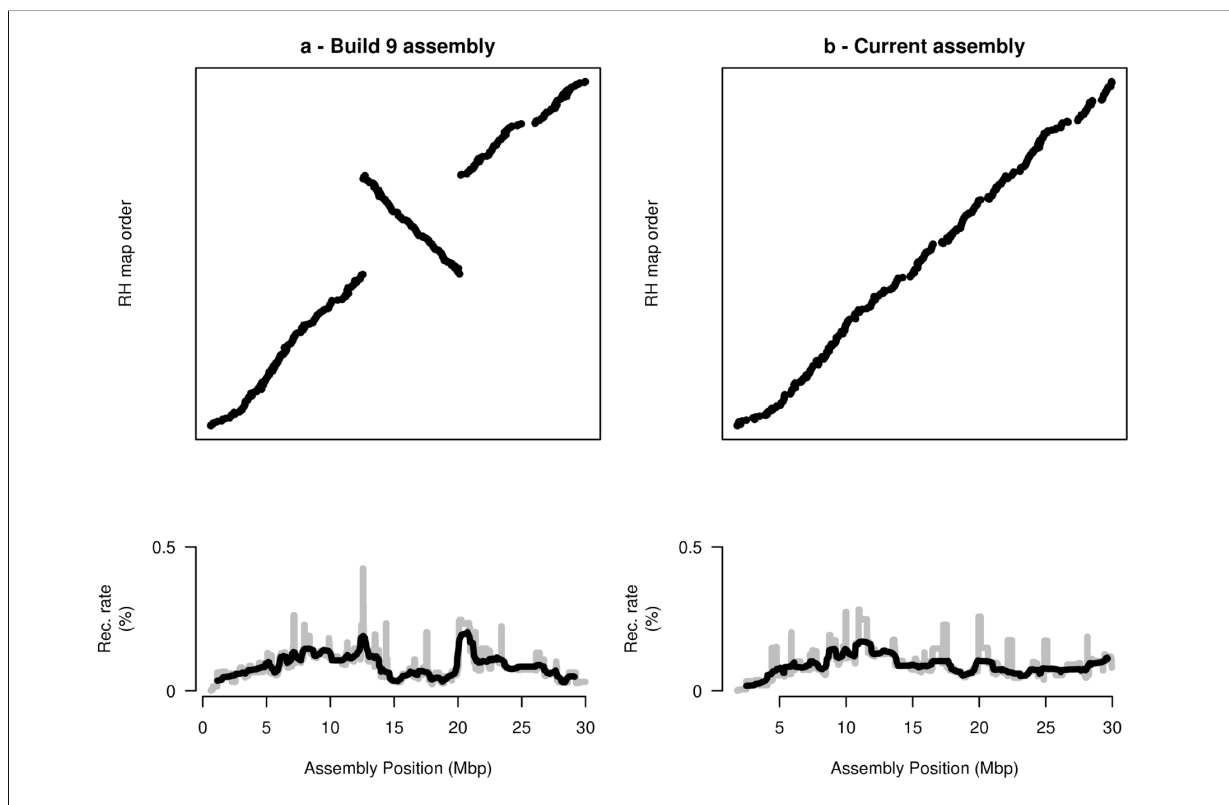 a - Build 9 assembly
b - Current assembly
RH map order
RH map order
0.5
0
Rec. rate
(%)
0.5
0
Rec. rate
(%)
0 5 10 15 20 25 30
5 10 15 20 25 30
Assembly Position (Mbp)
Assembly Position (Mbp)